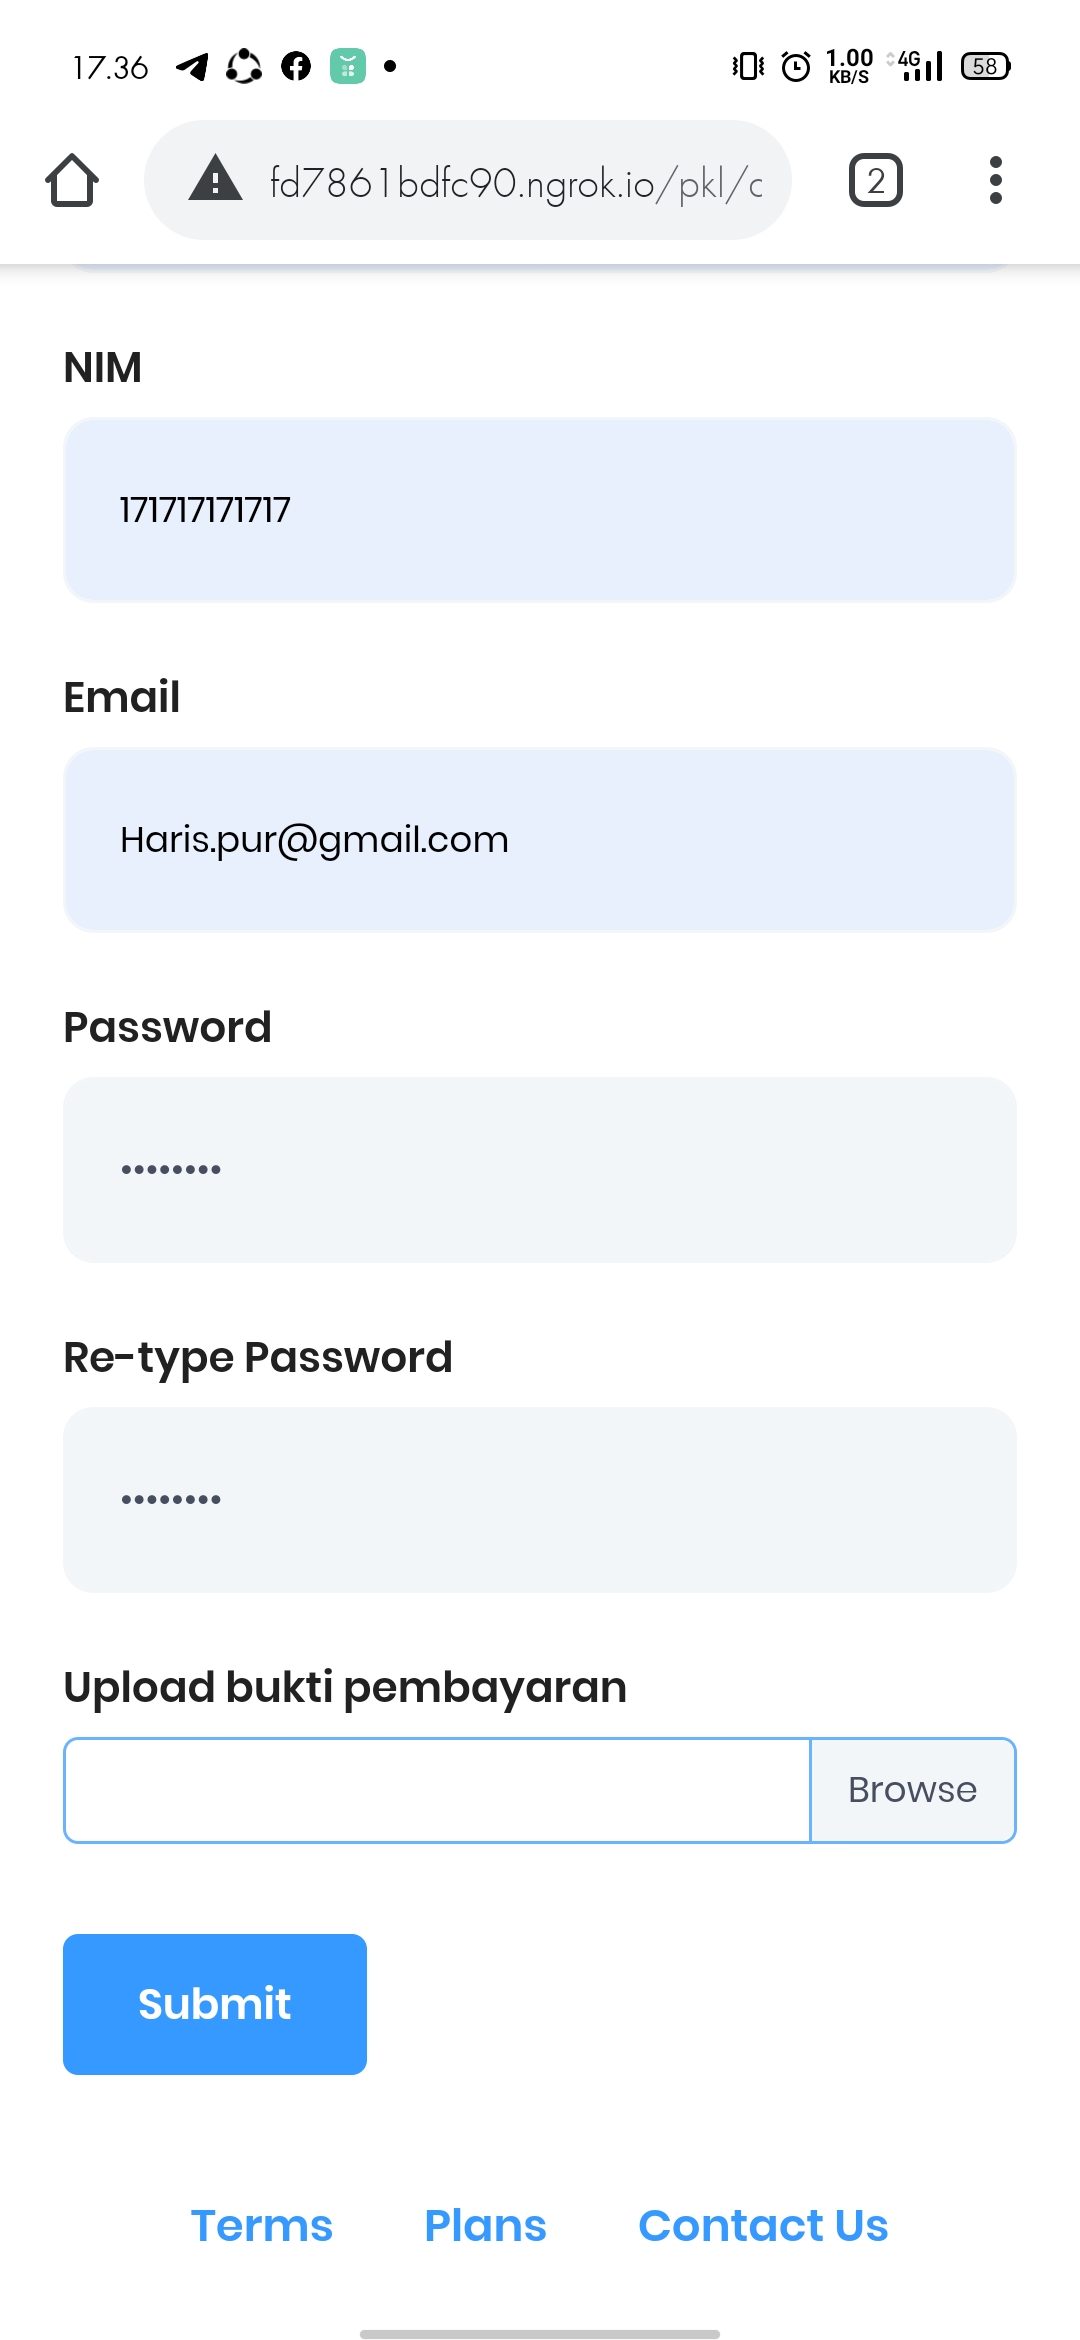 17.36
1.00
KB/S
4G
58
fd7861bdfc90.ngrok.io/pkl/c
2
NIM
171717171717
Email
Haris.pur@gmail.com
Password
••••••••
Re-type Password
••••••••
Upload bukti pembayaran
Browse
Submit
Terms Plans Contact Us